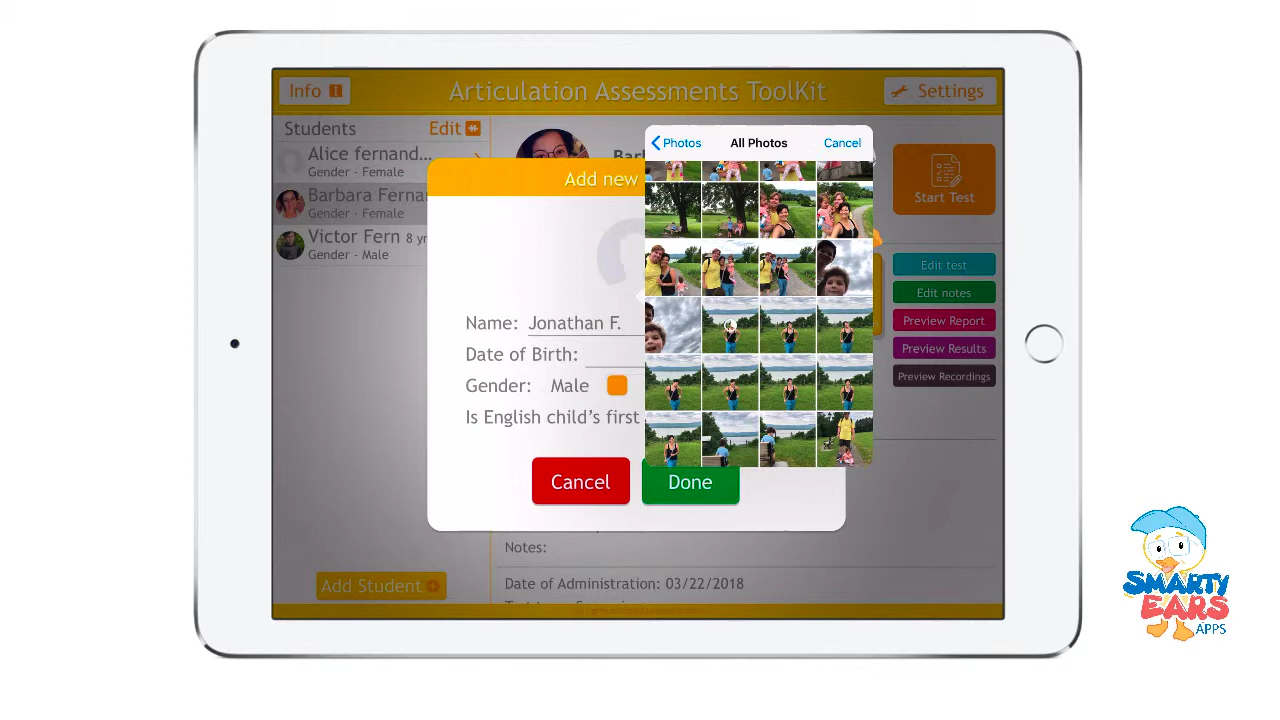 Info
Articulation Assessments ToolKit
Settings
Students
Edit
Alice fernand...
Gender - Female
Barbara Ferna
Gender - Female
Victor Fern 8 yr
Gender - Male
Add Student
Add new
Name: Jonathan F.
Date of Birth:
Gender: Male
Is English child's first
Cancel
Done
Photos
All Photos
Cancel
Start Test
Edit test
Edit notes
Preview Report
Preview Results
Preview Recordings
Notes:
Date of Administration: 03/22/2018
SMARTY
EARS
APPS